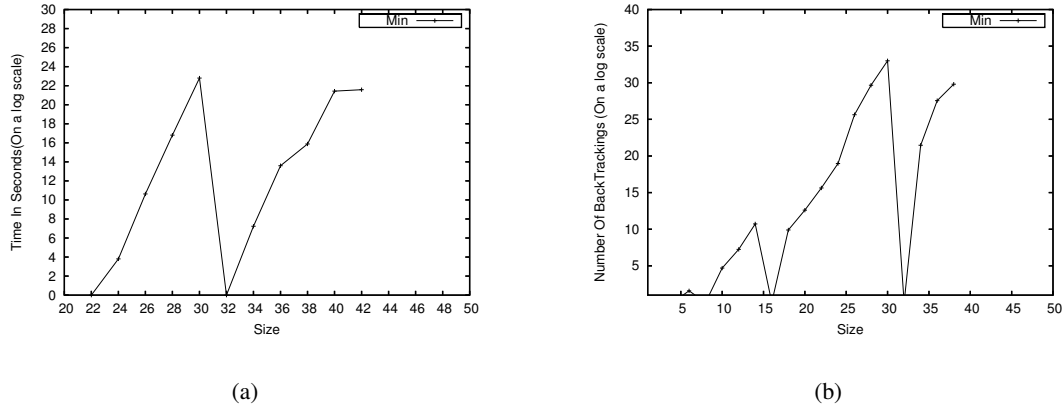 30
28
26
24
22
20
18
16
14
12
10
8
6
4
2
0
20 22 24 26 28 30 32 34 36 38 40 42 44 46 48 50
Time In Seconds(On a log scale)
Size
Min
(a)
40
35
30
25
20
15
10
5
5 10 15 20 25 30 35 40 45 50
Number Of BackTrackings (On a log scale)
Size
Min
(b)